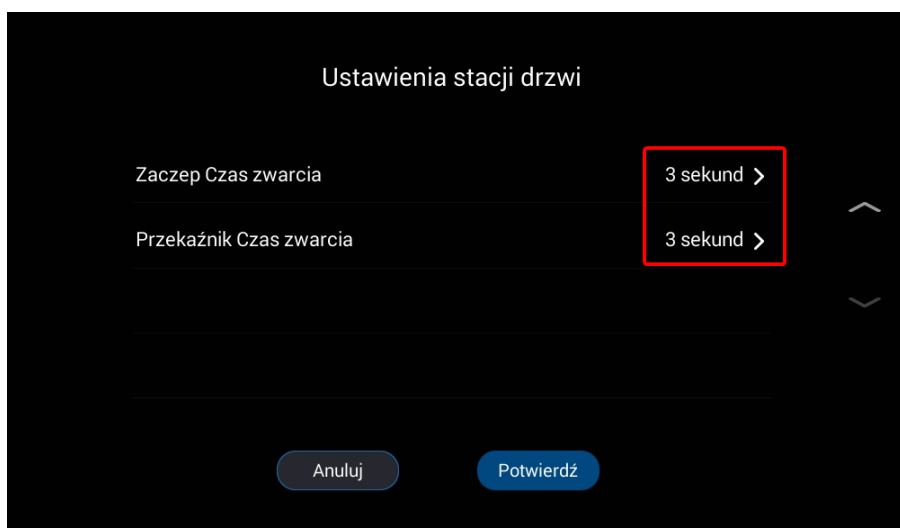 Ustawienia stacji drzwi
Zaczep Czas zwarcia 3 sekund
Przekaźnik Czas zwarcia 3 sekund
Anuluj Potwierdź